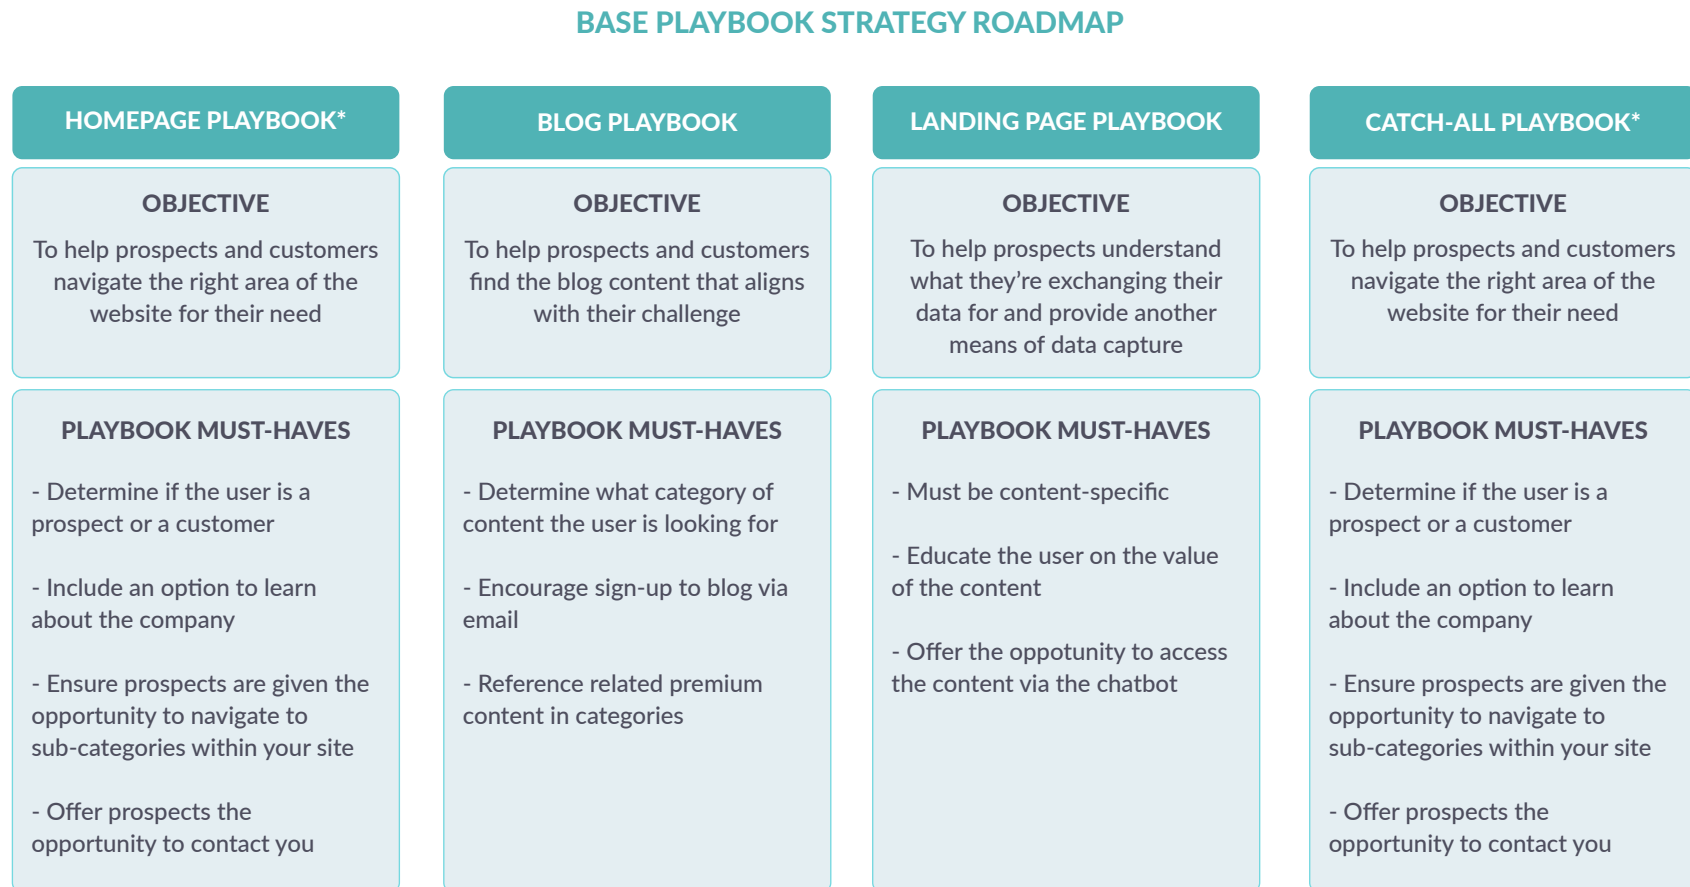 BASE PLAYBOOK STRATEGY ROADMAP
HOMEPAGE PLAYBOOK*
OBJECTIVE
To help prospects and customers
navigate the right area of the
website for their need
PLAYBOOK MUST-HAVES
- Determine if the user is a
prospect or a customer
- Include an option to learn
about the company
- Ensure prospects are given the
opportunity to navigate to
sub-categories within your site
- Offer prospects the
opportunity to contact you
BLOG PLAYBOOK
OBJECTIVE
To help prospects and customers
find the blog content that aligns
with their challenge
PLAYBOOK MUST-HAVES
- Determine what category of
content the user is looking for
- Encourage sign-up to blog via
email
- Reference related premium
content in categories
LANDING PAGE PLAYBOOK
OBJECTIVE
To help prospects understand
what they’re exchanging their
data for and provide another
means of data capture
PLAYBOOK MUST-HAVES
- Must be content-specific
- Educate the user on the value
of the content
- Offer the oppotunity to access
the content via the chatbot
CATCH-ALL PLAYBOOK*
OBJECTIVE
To help prospects and customers
navigate the right area of the
website for their need
PLAYBOOK MUST-HAVES
- Determine if the user is a
prospect or a customer
- Include an option to learn
about the company
- Ensure prospects are given the
opportunity to navigate to
sub-categories within your site
- Offer prospects the
opportunity to contact you